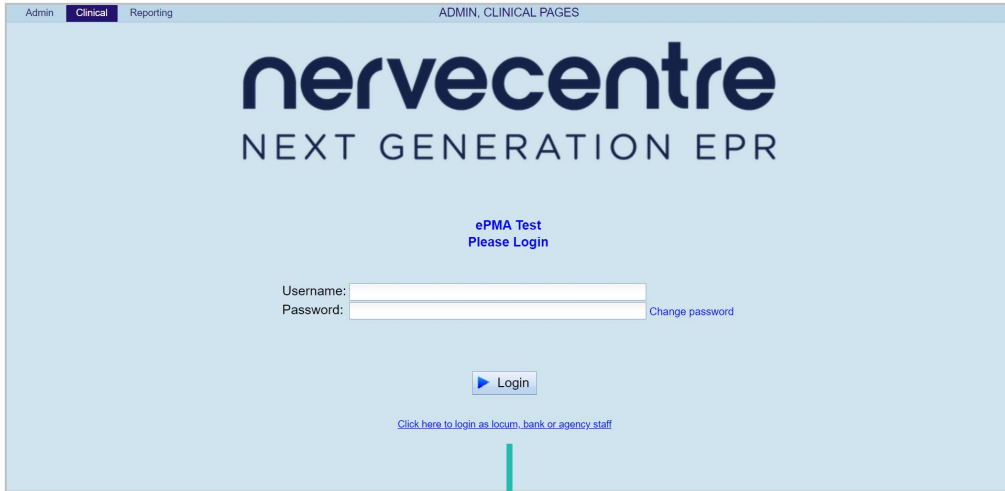 Admin Clinical Reporting ADMIN, CLINICAL PAGES
nervecentre
NEXT GENERATION EPR
ePMA Test
Please Login
Username:
Password: Change password
Login
Click here to login as locum, bank or agency staff